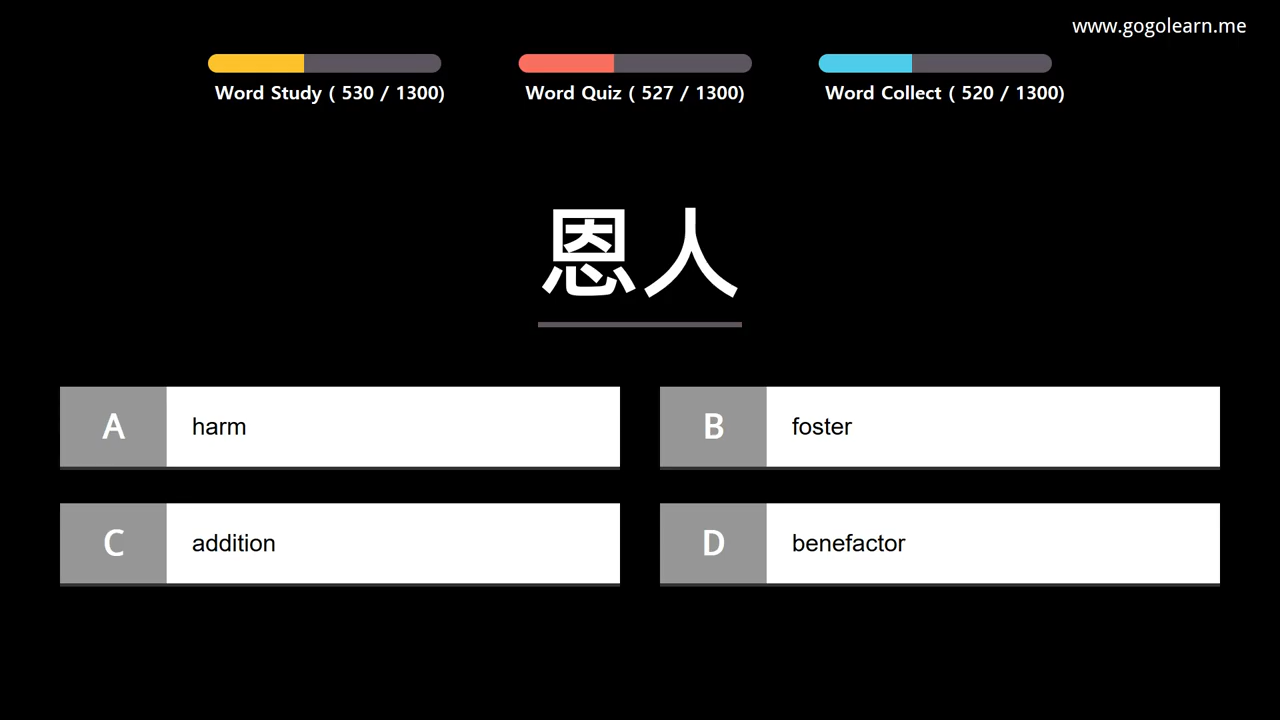 www.gogolearn.me
Word Study ( 530 / 1300)
Word Quiz ( 527 / 1300)
Word Collect ( 520 / 1300)
恩人
A harm
B foster
C addition
D benefactor